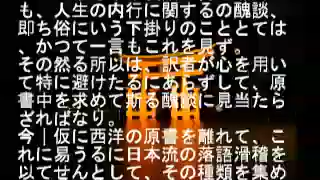 も、人生の内行に関するの醜談、
即ち俗にいう下掛りのこととては、
かつて一言もこれを見ず。
その然る所以は、訳者が心を用い
て特に避けたるにあらずして、原
書中を求めて斯る醜談に見当たら
ざればなり。
今｜仮に西洋の原書を離れて、こ
れに易うるに日本流の落語滑稽を
以てせんとして、その種類を集め